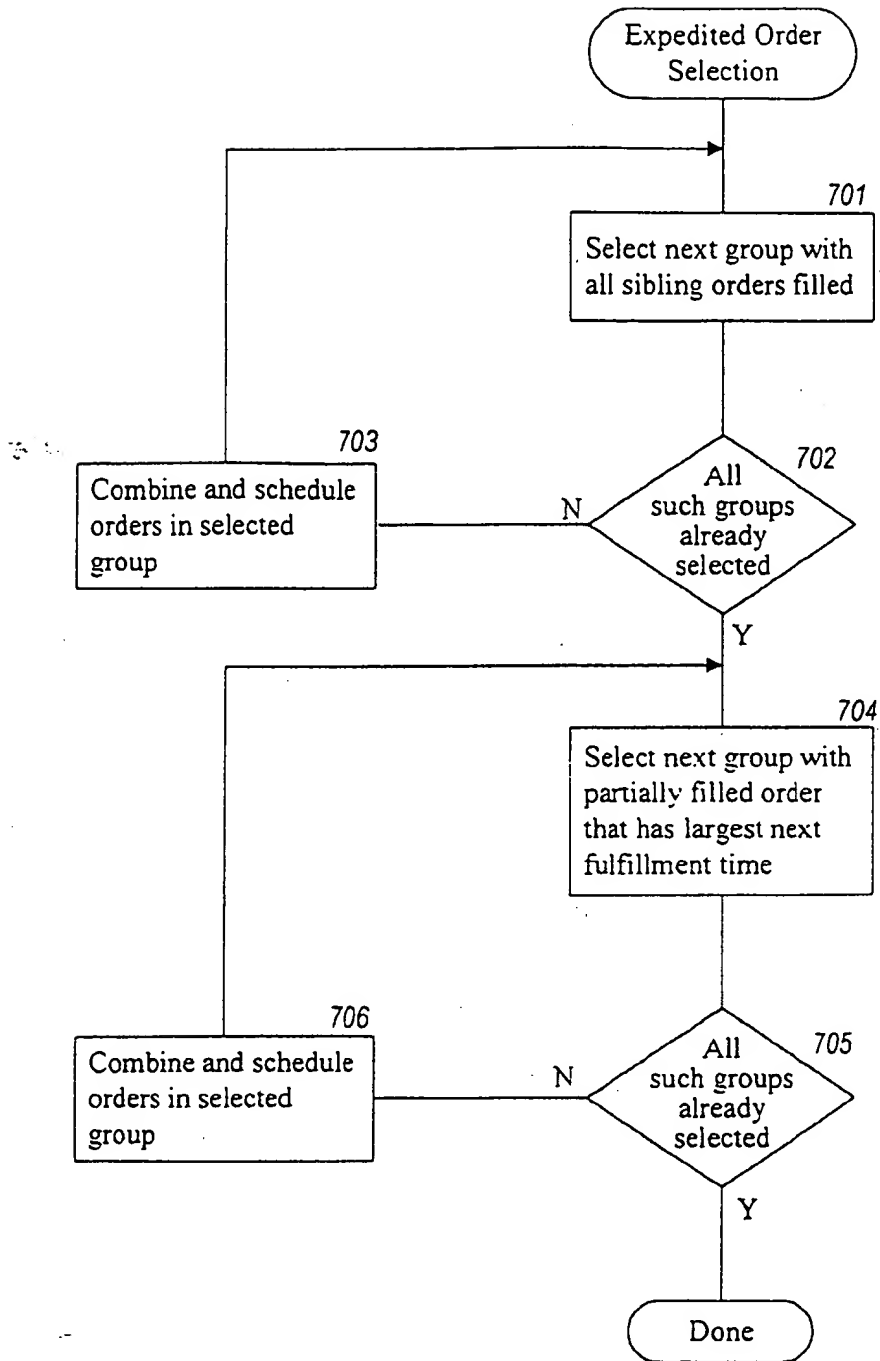 Expedited Order
Selection
701
Select next group with
all sibling orders filled
702
All
such groups
already
selected
N
Y
703
Combine and schedule
orders in selected
group
704
Select next group with
partially filled order
that has largest next
fulfillment time
705
All
such groups
already
selected
N
Y
706
Combine and schedule
orders in selected
group
Done